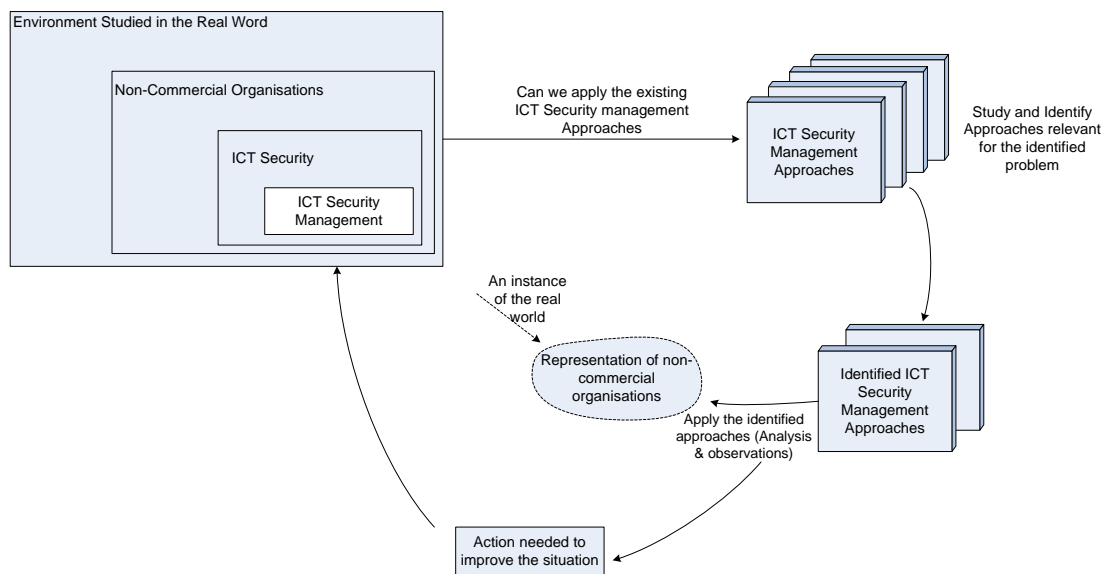 Environment Studied in the Real Word
Non-Commercial Organisations
ICT Security
ICT Security
Management
Can we apply the existing
ICT Security management
Approaches
ICT Security
Management
Approaches
Study and Identify
Approaches relevant
for the identified
problem
An instance
of the real
world
Representation of non-
commercial
organisations
Identified ICT
Security
Management
Approaches
Apply the identified
approaches (Analysis
& observations)
Action needed to
improve the situation